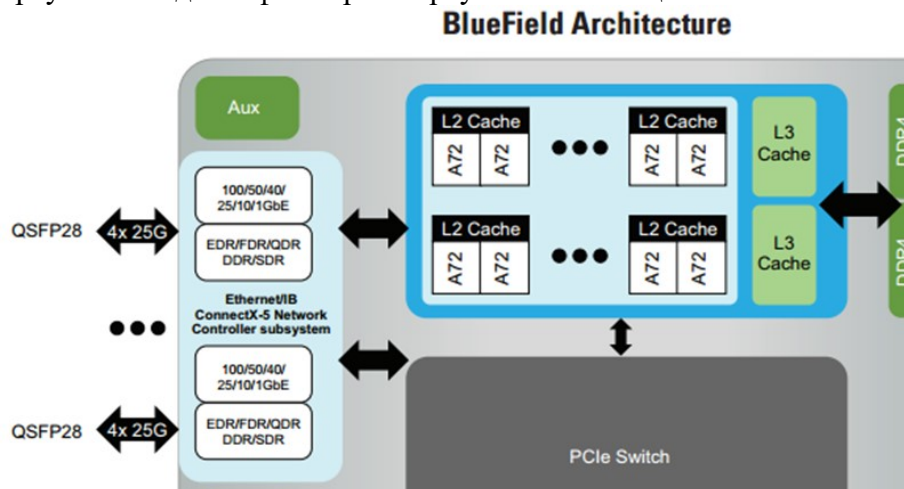 BlueField Architecture
Aux
100/50/40/
25/10/1GbE
EDR/FDR/QDR
DDR/SDR
Ethernet/IB
ConnectX-5 Network
Controller subsystem
100/50/40/
25/10/1GbE
EDR/FDR/QDR
DDR/SDR
QSFP28
4x 25G
QSFP28
4x 25G
L2 Cache
A72
A72
L2 Cache
A72
A72
L2 Cache
A72
A72
L2 Cache
A72
A72
L3
Cache
L3
Cache
DDR4
DDR4
PCIe Switch